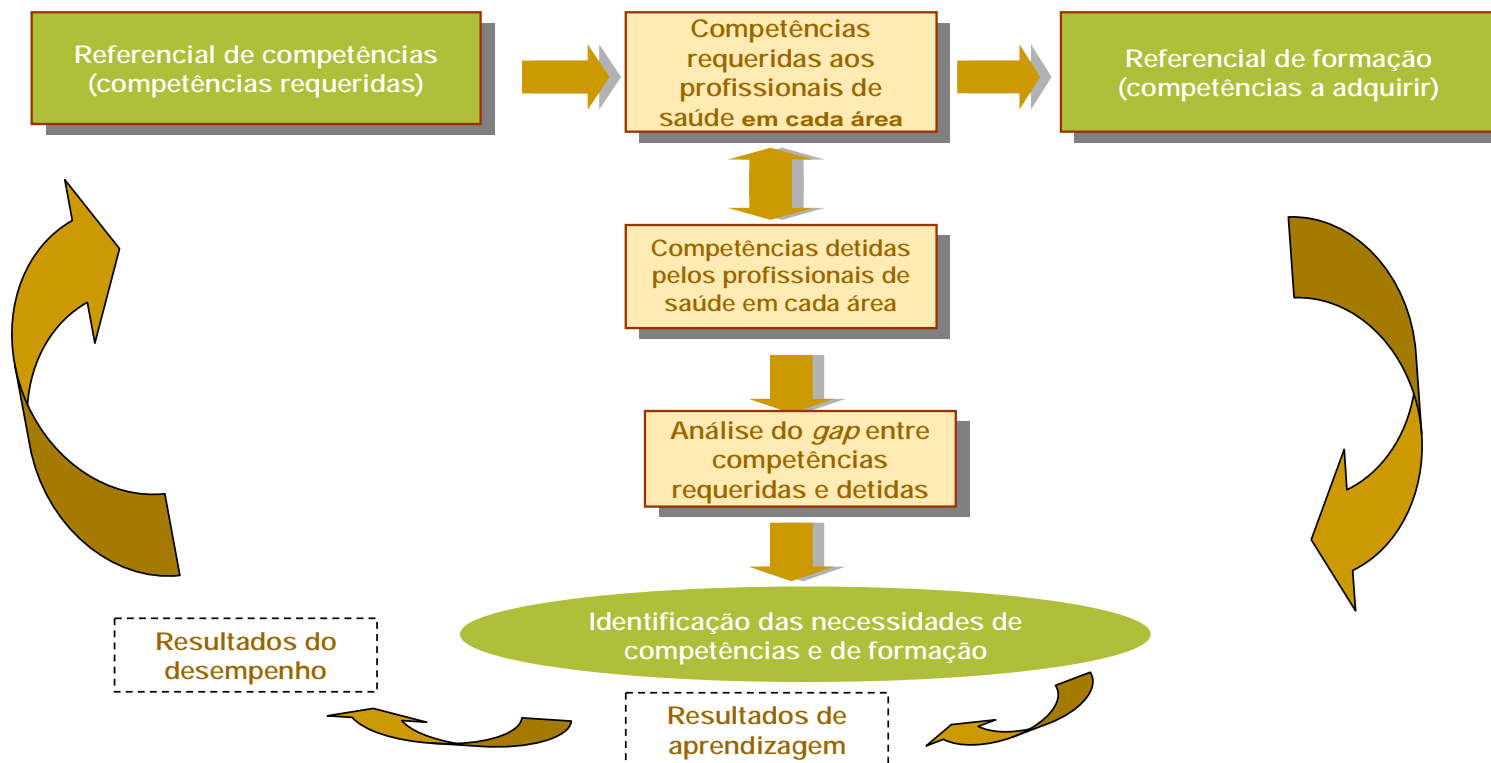 Referencial de competências
(competências requeridas)
Competências
requeridas aos
profissionais de
saúde em cada área
Referencial de formação
(competências a adquirir)
Competências detidas
pelos profissionais de
saúde em cada área
Análise do gap entre
competências
requeridas e detidas
Identificação das necessidades de
competências e de formação
Resultados do
desempenho
Resultados de
aprendizagem